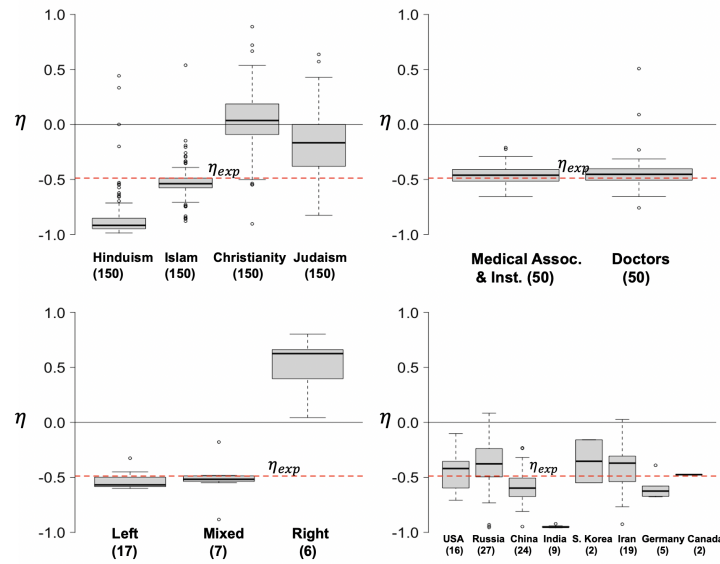 1.0
0.5
η 0.0
η_exp
-0.5
-1.0
Hinduism Islam Christianity Judaism
(150) (150) (150) (150)
1.0
0.5
η 0.0
η_exp
-0.5
-1.0
Medical Assoc. Doctors
& Inst. (50) (50)
1.0
0.5
η 0.0
η_exp
-0.5
-1.0
Left Mixed Right
(17) (7) (6)
1.0
0.5
η 0.0
η_exp
-0.5
-1.0
USA Russia China India S. Korea Iran Germany Canada
(16) (27) (24) (9) (2) (19) (5) (2)